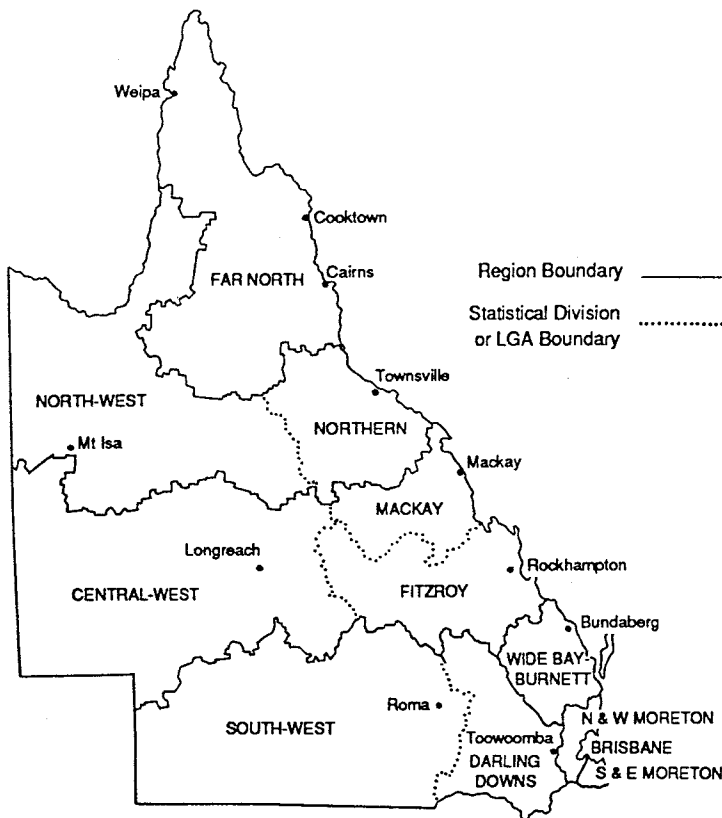 Weipa
Cooktown
FAR NORTH
Cairns
Region Boundary
Statistical Division
or LGA Boundary
Townsville
NORTH-WEST
NORTHERN
Mt Isa
Mackay
MACKAY
Longreach
Rockhampton
CENTRAL-WEST
FITZROY
Bundaberg
WIDE BAY-
BURNETT
Roma
N & W MORETON
SOUTH-WEST
Toowoomba
BRISBANE
DARLING
DOWNS
S & E MORETON